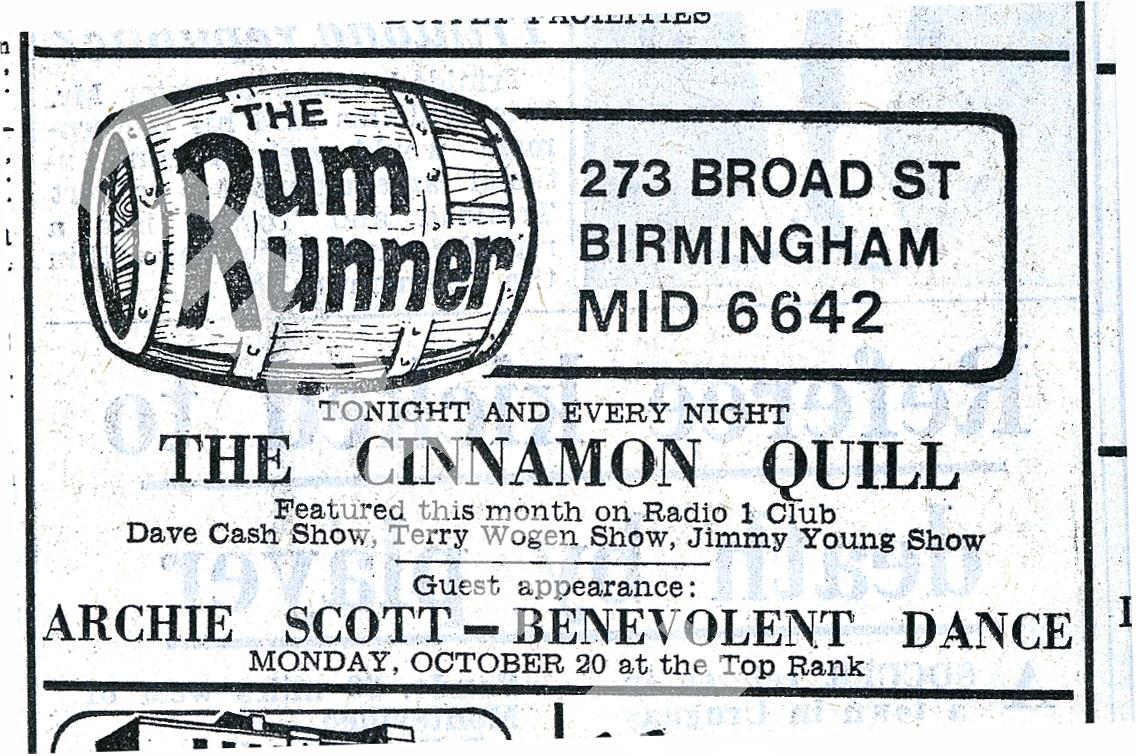 BUFFET FACILITIES
THE
Rum
Runner
273 BROAD ST
BIRMINGHAM
MID 6642
TONIGHT AND EVERY NIGHT
THE CINNAMON QUILL
Featured this month on Radio 1 Club
Dave Cash Show, Terry Wogen Show, Jimmy Young Show
Guest appearance:
ARCHIE SCOTT — BENEVOLENT DANCE
MONDAY, OCTOBER 20 at the Top Rank